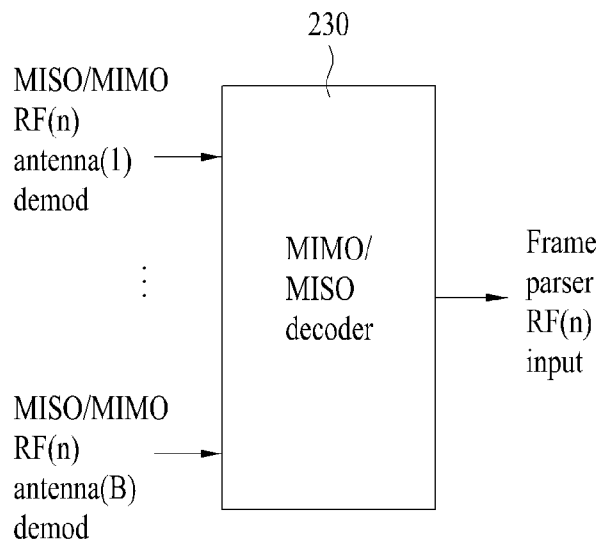 230
MISO/MIMO
RF(n)
antenna(1)
demod
MIMO/
MISO
decoder
Frame
parser
RF(n)
input
MISO/MIMO
RF(n)
antenna(B)
demod